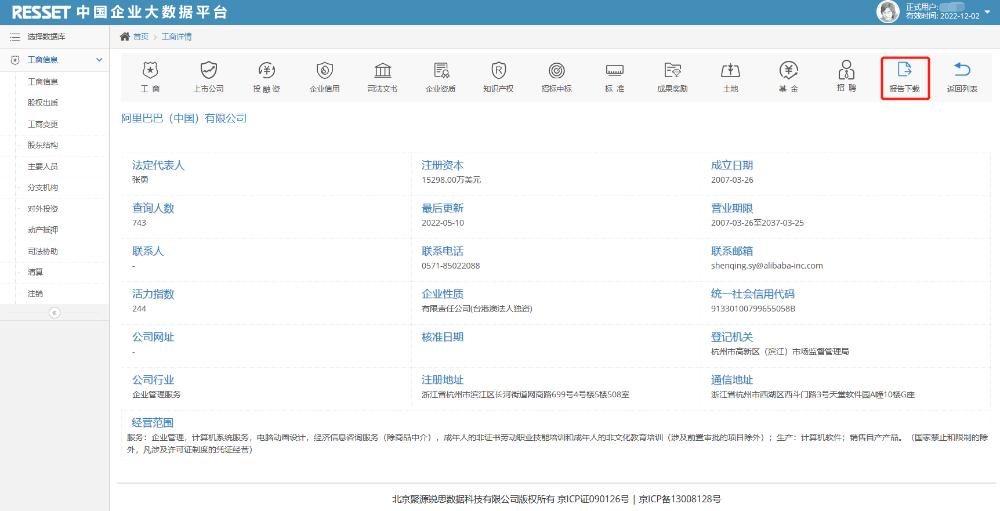 RESSET 中国企业大数据平台
正式用户:
有效时间: 2022-12-02
选择数据库
首页 > 工商详情
工商信息
工商信息
股权出质
工商变更
股东结构
主要人员
分支机构
对外投资
动产抵押
司法协助
清算
注销
工 商
上市公司
投 融 资
企业信用
司法文书
企业资质
知识产权
招标中标
标 准
成果奖励
土地
基 金
招 聘
报告下载
返回列表
阿里巴巴（中国）有限公司
法定代表人
张勇
注册资本
15298.00万美元
成立日期
2007-03-26
查询人数
743
最后更新
2022-05-10
营业期限
2007-03-26至2037-03-25
联系人
-
联系电话
0571-85022088
联系邮箱
shenqing.sy@alibaba-inc.com
活力指数
244
企业性质
有限责任公司(台港澳法人独资)
统一社会信用代码
91330100799655058B
公司网址
-
核准日期
登记机关
杭州市高新区（滨江）市场监督管理局
公司行业
企业管理服务
注册地址
浙江省杭州市滨江区长河街道网商路699号4号楼5楼508室
通信地址
浙江省杭州市西湖区西斗门路3号天堂软件园A幢10楼G座
经营范围
服务：企业管理，计算机系统服务，电脑动画设计，经济信息咨询服务（除商品中介），成年人的非证书劳动职业技能培训和成年人的非文化教育培训（涉及前置审批的项目除外）；生产：计算机软件；销售自产产品。（国家禁止和限制的除
外，凡涉及许可证制度的凭证经营）
北京聚源锐思数据科技有限公司版权所有 京ICP证090126号 | 京ICP备13008128号